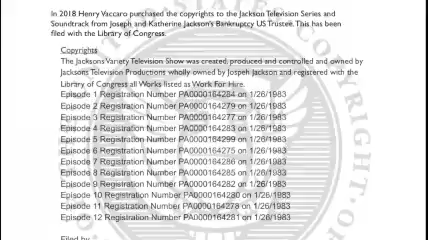 In 2018 Henry Vaccaro purchased the copyrights to the Jackson Television Series and
Soundtrack from Joseph and Katherine Jackson's Bankruptcy US Trustee. This has been
filed with the Library of Congress.
Copyrights
The Jacksons Variety Television Show was created, produced and controlled and owned by
Jacksons Television Productions wholly owned by Jospeh Jackson and registered with the
Library of Congress all Works listed as Work For Hire.
Episode 1 Registration Number PA0000164284 on 1/26/1983
Episode 2 Registration Number PA0000164279 on 1/26/1983
Episode 3 Registration Number PA0000164277 on 1/26/1983
Episode 4 Registration Number PA0000164283 on 1/26/1983
Episode 5 Registration Number PA0000164299 on 1/26/1983
Episode 6 Registration Number PA0000164275 on 1/26/1983
Episode 7 Registration Number PA0000164286 on 1/26/1983
Episode 8 Registration Number PA0000164285 on 1/26/1983
Episode 9 Registration Number PA0000164282 on 1/26/1983
Episode 10 Registration Number PA0000164280 on 1/26/1983
Episode 11 Registration Number PA0000164278 on 1/26/1983
Episode 12 Registration Number PA0000164281 on 1/26/1983
Filed by